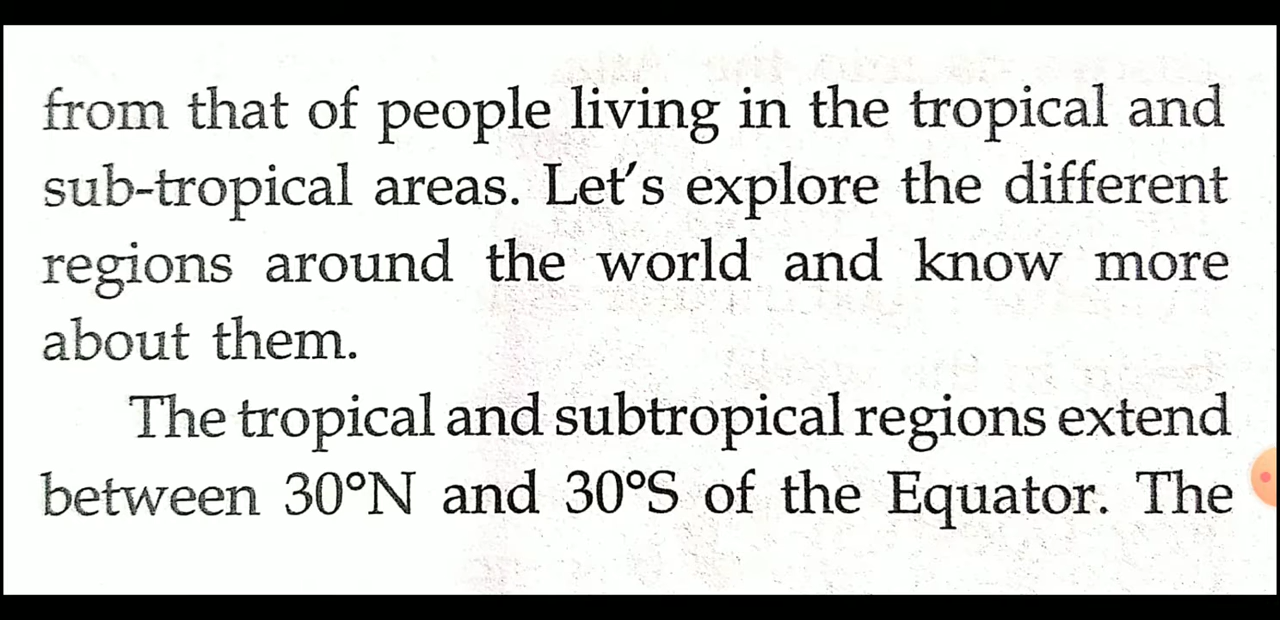 from that of people living in the tropical and
sub-tropical areas. Let's explore the different
regions around the world and know more
about them.
The tropical and subtropical regions extend
between 30°N and 30°S of the Equator. The